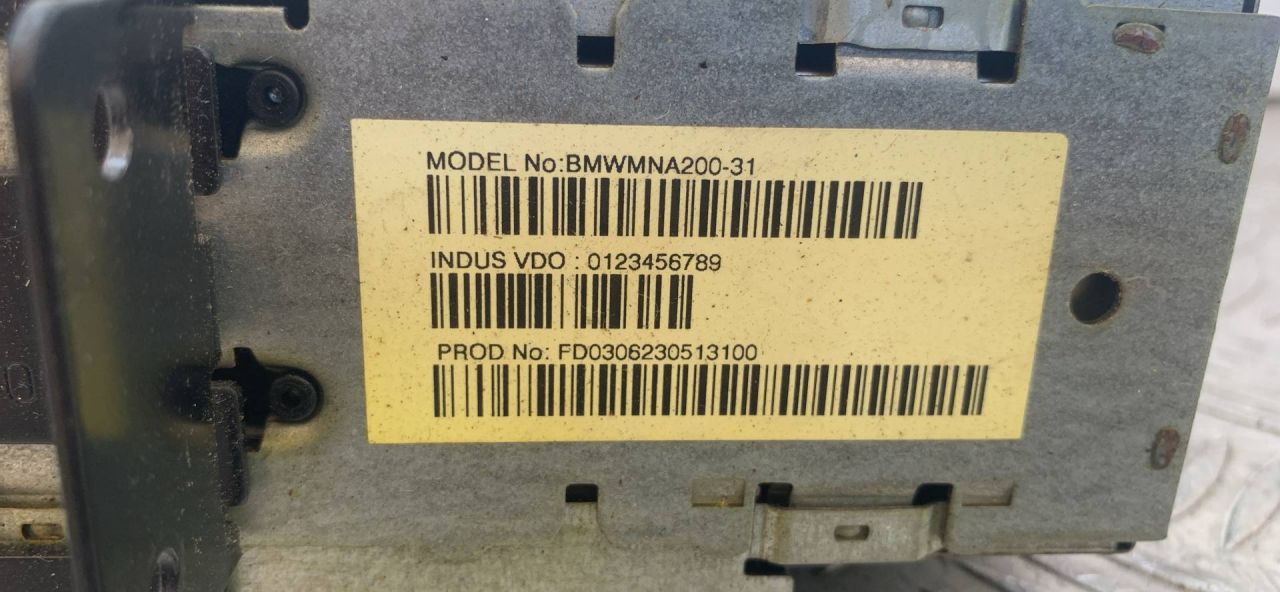 MODEL No:BMWMNA200-31
INDUS VDO : 0123456789
PROD No: FD0306230513100